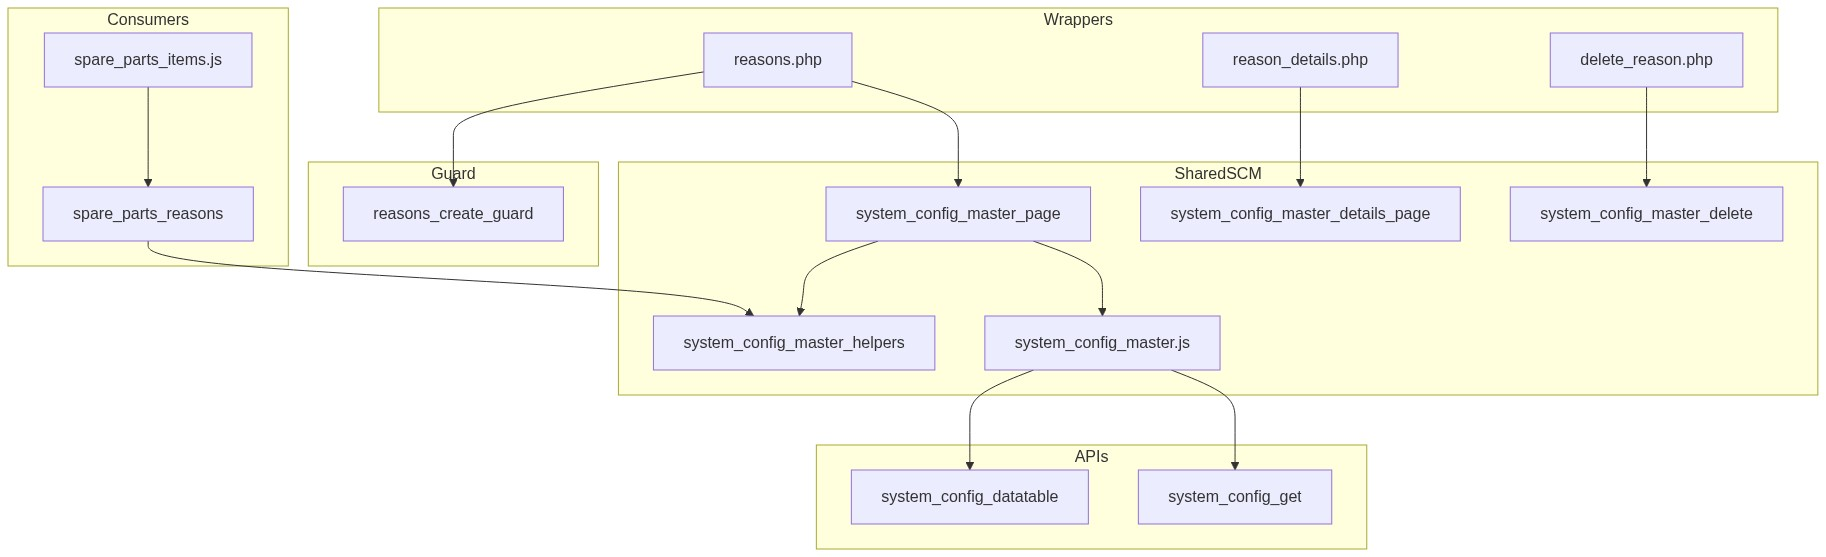 Consumers
Wrappers
spare_parts_items.js
reasons.php
reason_details.php
delete_reason.php
Guard
SharedSCM
spare_parts_reasons
reasons_create_guard
system_config_master_page
system_config_master_details_page
system_config_master_delete
system_config_master_helpers
system_config_master.js
APIs
system_config_datatable
system_config_get